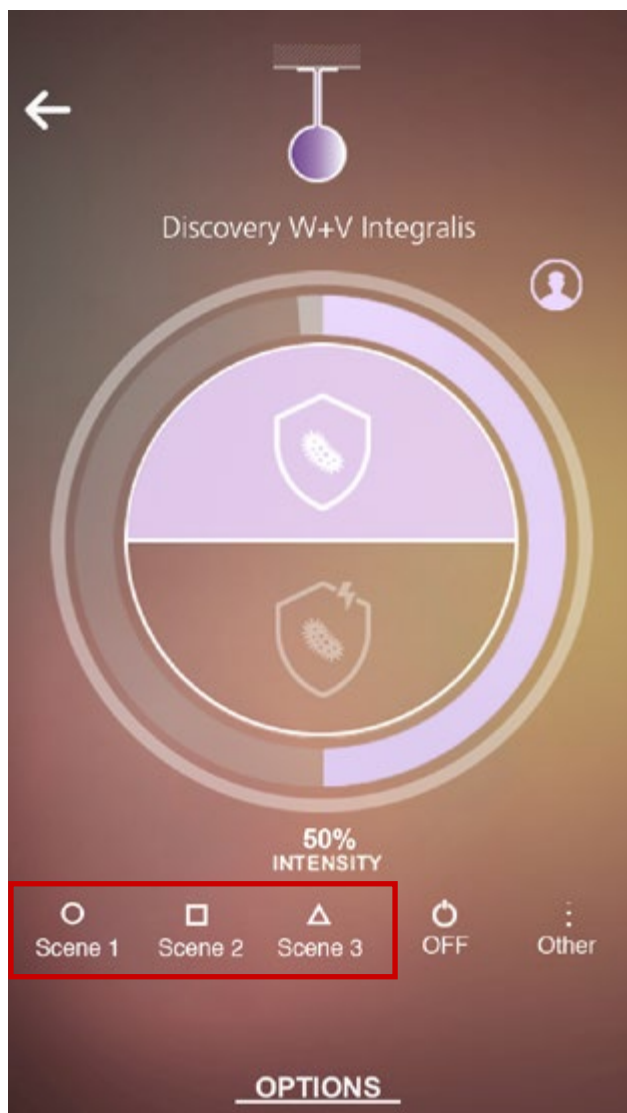 Discovery W+V Integralis
50%
INTENSITY
Scene 1 Scene 2 Scene 3 OFF Other
OPTIONS